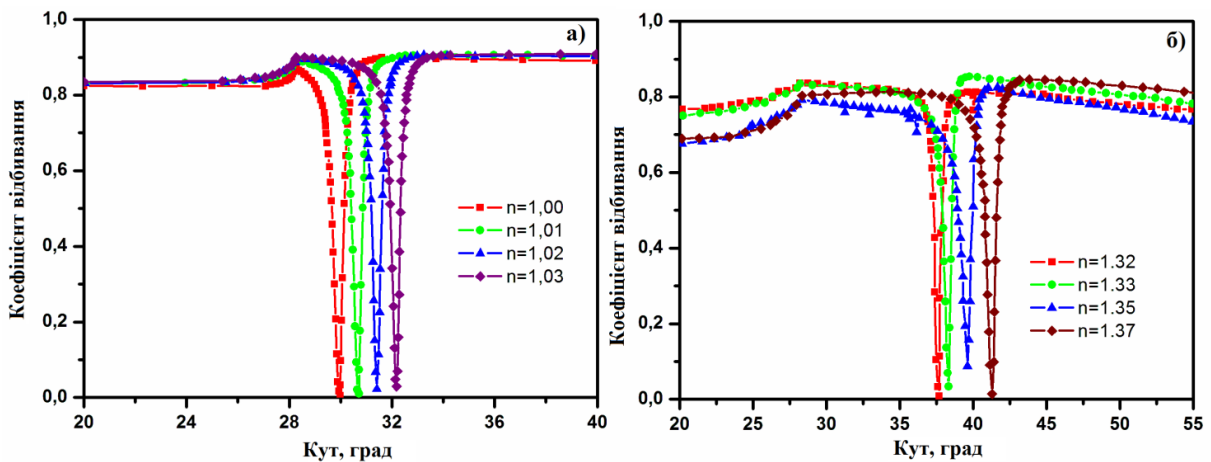 а)
1,0
0,8
0,6
0,4
0,2
0,0
Коефіцієнт відбивання
n=1,00
n=1,01
n=1,02
n=1,03
20
24
28
32
36
40
Кут, град
б)
1,0
0,8
0,6
0,4
0,2
0,0
Коефіцієнт відбивання
n=1.32
n=1.33
n=1.35
n=1.37
20
25
30
35
40
45
50
55
Кут, град